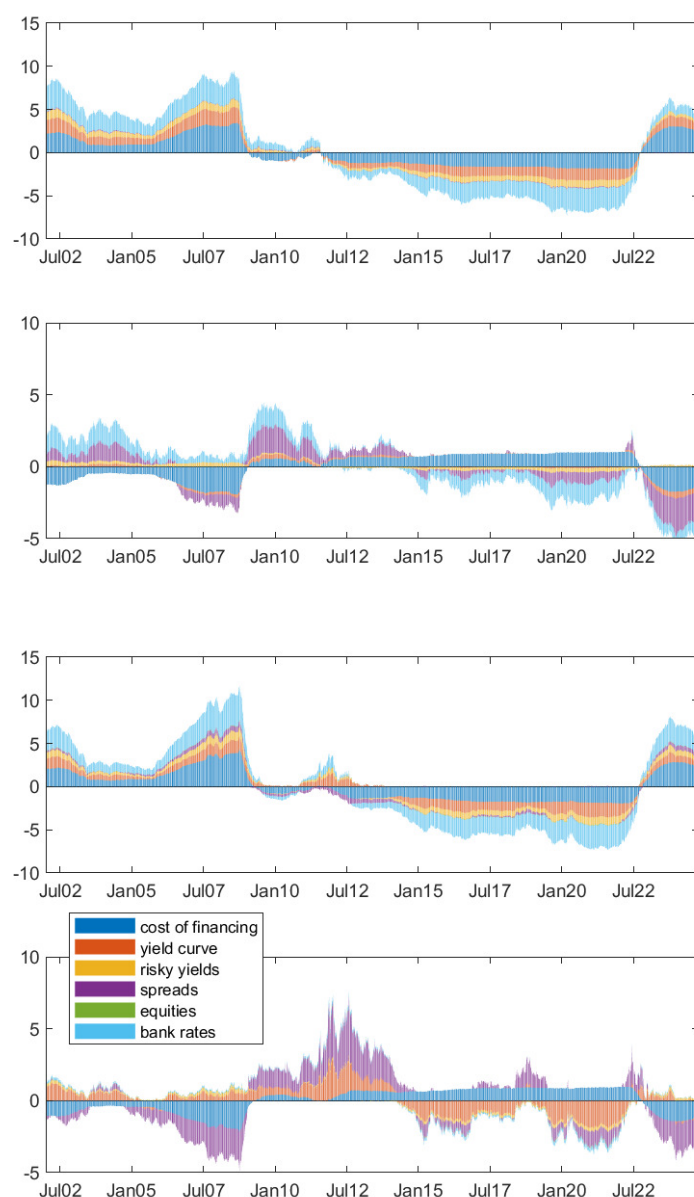 15
10
5
0
-5
-10
Jul02 Jan05 Jul07 Jan10 Jul12 Jan15 Jul17 Jan20 Jul22
10
5
0
-5
Jul02 Jan05 Jul07 Jan10 Jul12 Jan15 Jul17 Jan20 Jul22
15
10
5
0
-5
-10
Jul02 Jan05 Jul07 Jan10 Jul12 Jan15 Jul17 Jan20 Jul22
cost of financing
yield curve
risky yields
spreads
equities
bank rates
10
5
0
-5
Jul02 Jan05 Jul07 Jan10 Jul12 Jan15 Jul17 Jan20 Jul22